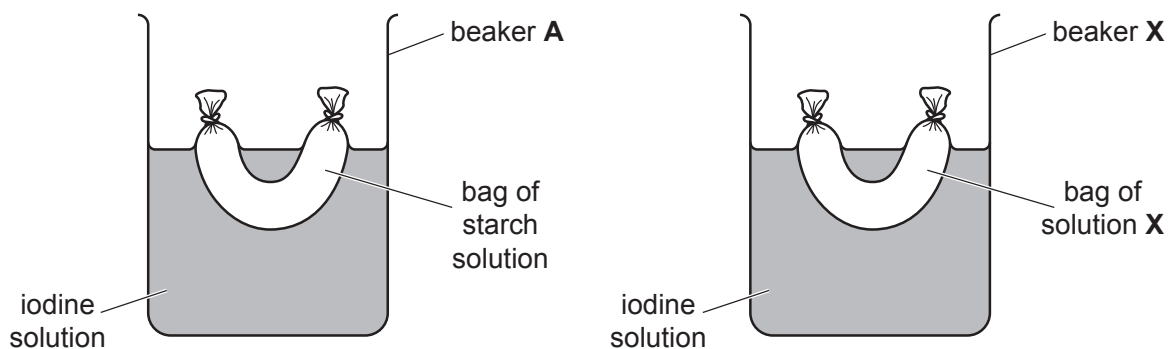 beaker A
bag of
starch
solution
iodine
solution
beaker X
bag of
solution X
iodine
solution